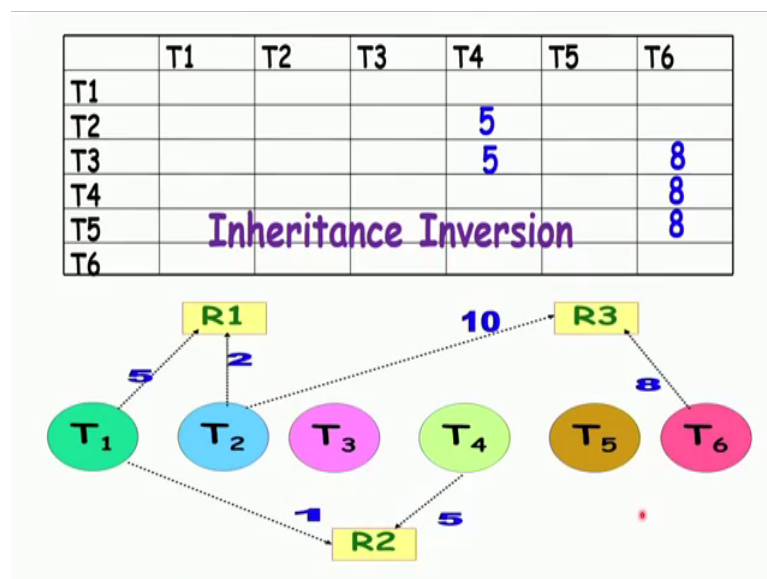 T1 T2 T3 T4 T5 T6
T1
T2 5
T3 5 8
T4 8
T5 8
Inheritance Inversion
T6
R1 10 R3
5 2 8
T1 T2 T3 T4 T5 T6
1 5
R2